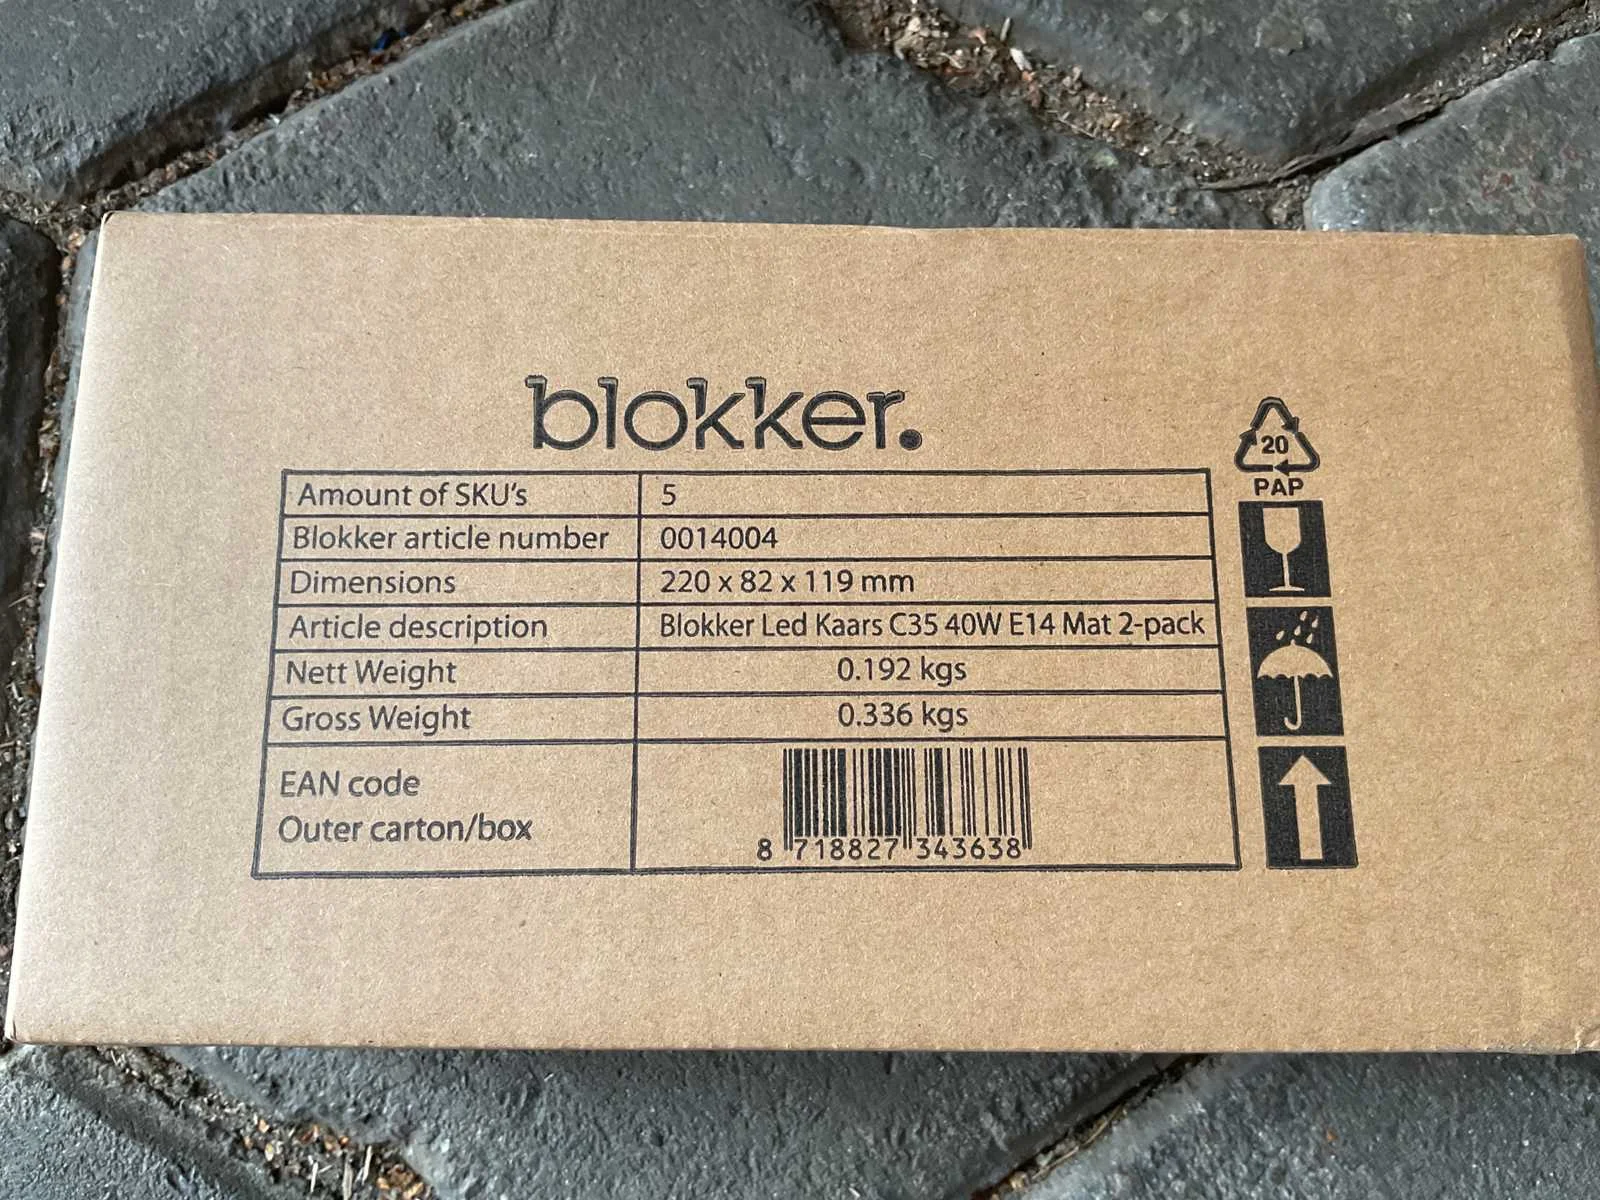 blokker.
Amount of SKU's 5
Blokker article number 0014004
Dimensions 220 x 82 x 119 mm
Article description Blokker Led Kaars C35 40W E14 Mat 2-pack
Nett Weight 0.192 kgs
Gross Weight 0.336 kgs
EAN code
Outer carton/box
8 718827 343638
20
PAP